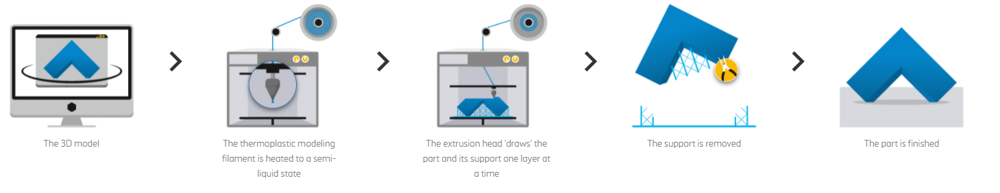 The 3D model
The thermoplastic modeling
filament is heated to a semi-
liquid state
The extrusion head 'draws' the
part and its support one layer at
a time
The support is removed
The part is finished